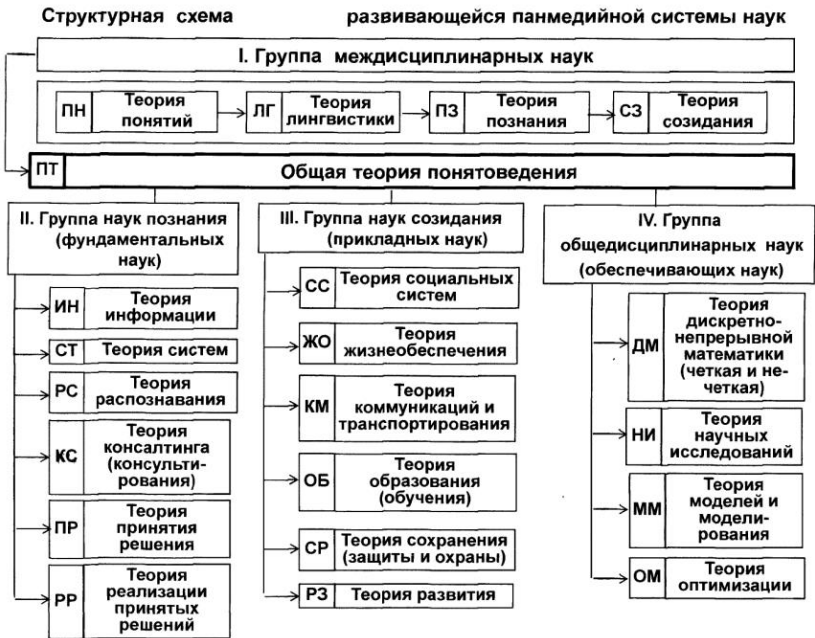 Структурная схема развивающейся панмедийной системы наук
I. Группа междисциплинарных наук
ПН
Теория
понятий
ЛГ
Теория
лингвистики
ПЗ
Теория
познания
СЗ
Теория
созидания
ПТ
Общая теория понятоведения
II. Группа наук познания
(фундаментальных
наук)
ИН
Теория
информации
СТ
Теория систем
РС
Теория
распознавания
КС
Теория
консалтинга
(консульти-
рования)
ПР
Теория
принятия
решения
РР
Теория
реализации
принятых
решений
III. Группа наук созидания
(прикладных наук)
СС
Теория социальных
систем
ЖО
Теория
жизнеобеспечения
КМ
Теория
коммуникаций и
транспортирования
ОБ
Теория
образования
(обучения)
СР
Теория сохранения
(защиты и охраны)
РЗ
Теория развития
IV. Группа
общедисциплинарных наук
(обеспечивающих наук)
ДМ
Теория
дискретно-
непрерывной
математики
(четкая и не-
четкая)
НИ
Теория
научных
исследований
ММ
Теория
моделей и
модели-
рования
ОМ
Теория
оптимизации